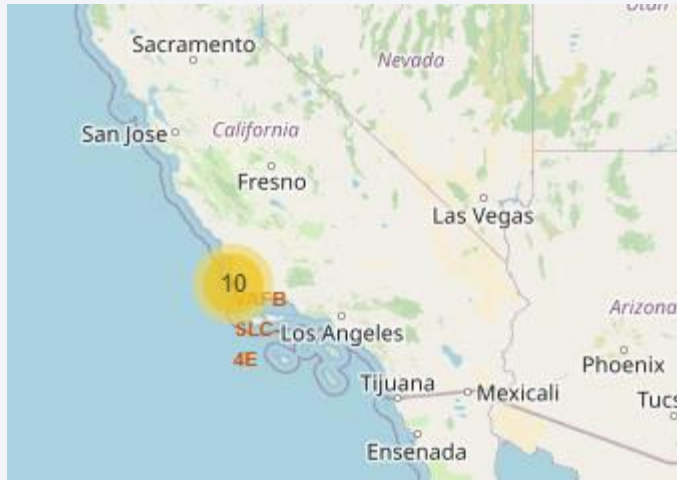 Utah
Sacramento
Nevada
San Jose
California
Fresno
Las Vegas
10
VAFB
Arizona
SLC-
Los Angeles
4E
Phoenix
Tijuana
Mexicali
Tucs
Ensenada